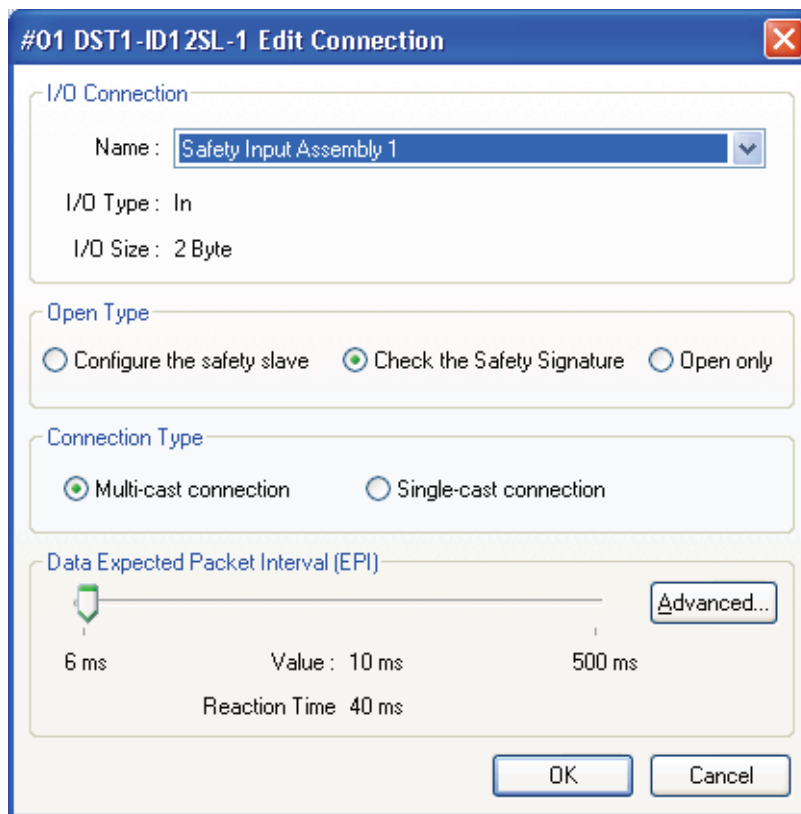 #01 DST1-ID12SL-1 Edit Connection
I/O Connection
Name : Safety Input Assembly 1
I/O Type : In
I/O Size : 2 Byte
Open Type
Configure the safety slave Check the Safety Signature Open only
Connection Type
Multi-cast connection Single-cast connection
Data Expected Packet Interval (EPI)
Advanced...
6 ms Value : 10 ms 500 ms
Reaction Time 40 ms
OK Cancel